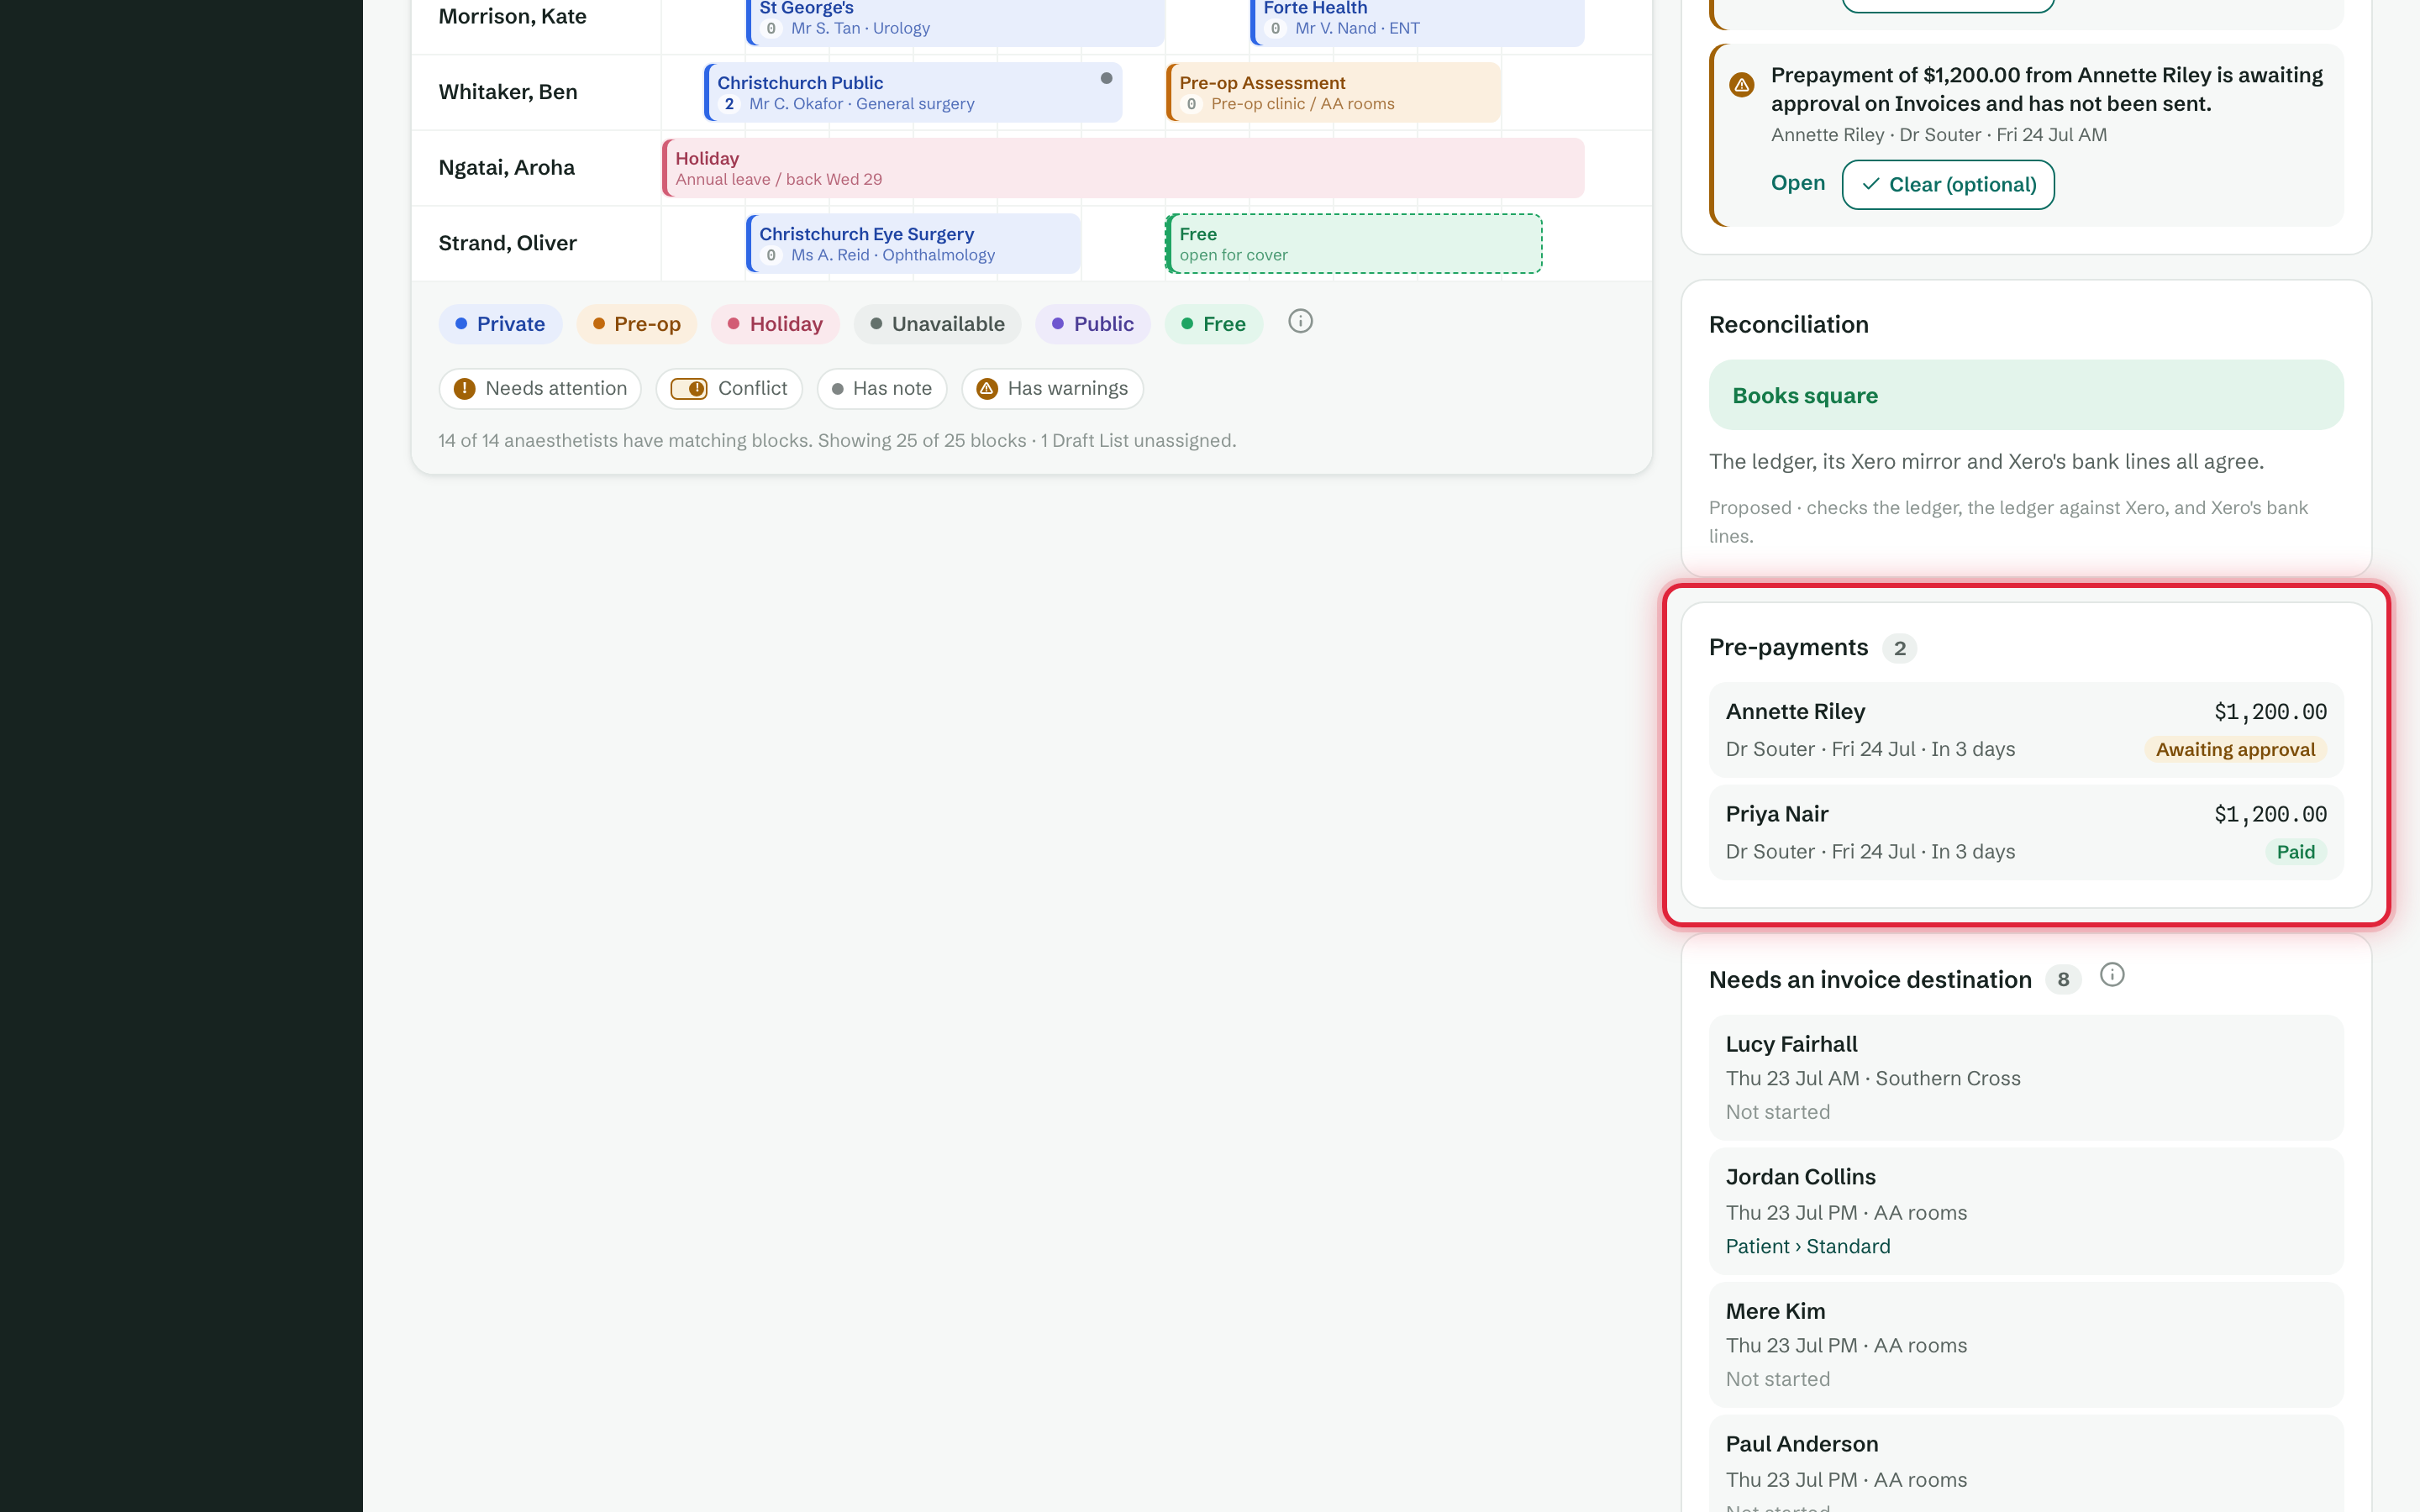 Morrison, Kate
St George's
0 Mr S. Tan · Urology
Forte Health
0 Mr V. Nand · ENT
Whitaker, Ben
Christchurch Public
2 Mr C. Okafor · General surgery
Pre-op Assessment
0 Pre-op clinic / AA rooms
Ngatai, Aroha
Holiday
Annual leave / back Wed 29
Strand, Oliver
Christchurch Eye Surgery
0 Ms A. Reid · Ophthalmology
Free
open for cover
Private
Pre-op
Holiday
Unavailable
Public
Free
Needs attention
Conflict
Has note
Has warnings
14 of 14 anaesthetists have matching blocks. Showing 25 of 25 blocks · 1 Draft List unassigned.
Prepayment of $1,200.00 from Annette Riley is awaiting
approval on Invoices and has not been sent.
Annette Riley · Dr Souter · Fri 24 Jul AM
Open
Clear (optional)
Reconciliation
Books square
The ledger, its Xero mirror and Xero's bank lines all agree.
Proposed · checks the ledger, the ledger against Xero, and Xero's bank
lines.
Pre-payments 2
Annette Riley $1,200.00
Dr Souter · Fri 24 Jul · In 3 days Awaiting approval
Priya Nair $1,200.00
Dr Souter · Fri 24 Jul · In 3 days Paid
Needs an invoice destination 8
Lucy Fairhall
Thu 23 Jul AM · Southern Cross
Not started
Jordan Collins
Thu 23 Jul PM · AA rooms
Patient › Standard
Mere Kim
Thu 23 Jul PM · AA rooms
Not started
Paul Anderson
Thu 23 Jul PM · AA rooms